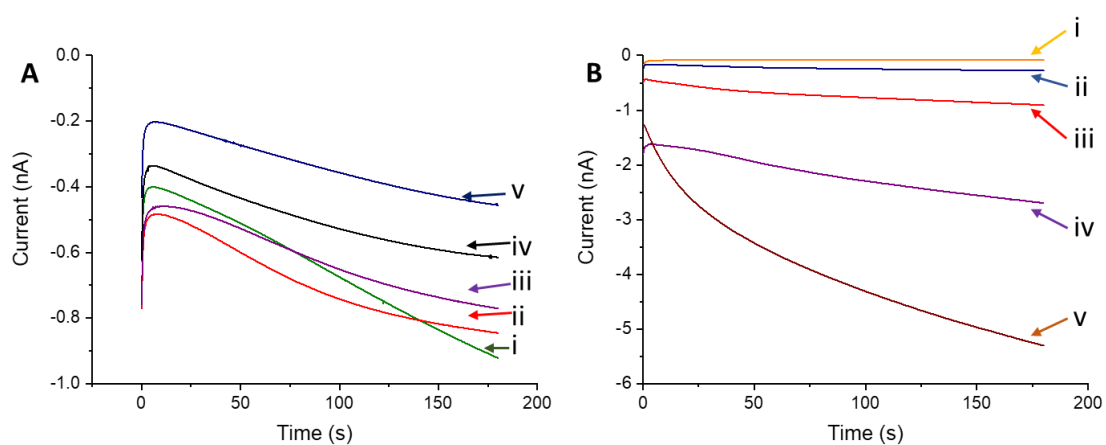 A
Current (nA)
0.0
-0.2
-0.4
-0.6
-0.8
-1.0
0
50
100
150
200
Time (s)
v
iv
iii
ii
i
B
Current (nA)
0
-1
-2
-3
-4
-5
-6
0
50
100
150
200
Time (s)
i
ii
iii
iv
v